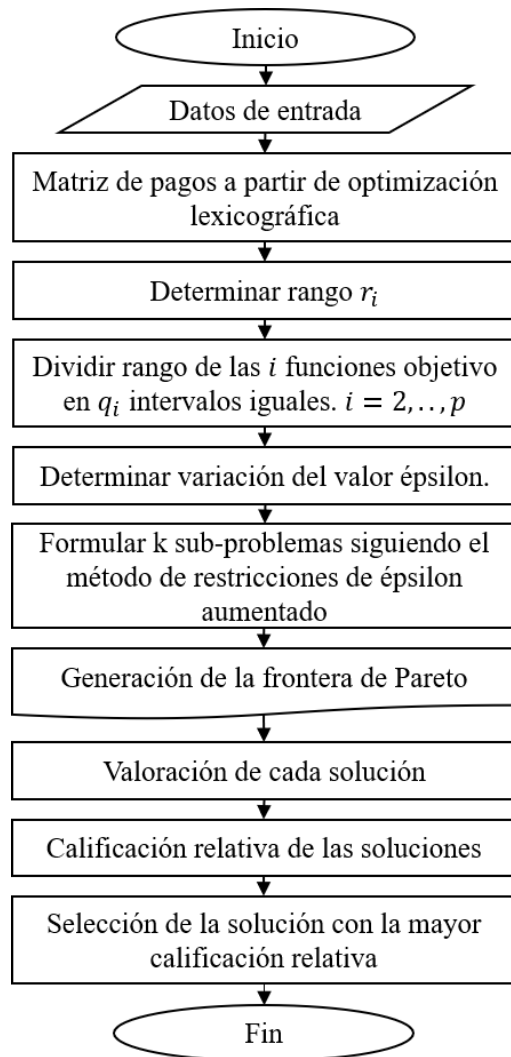 Inicio
Datos de entrada
Matriz de pagos a partir de optimización
lexicográfica
Determinar rango $r_i$
Dividir rango de las $i$ funciones objetivo
en $q_i$ intervalos iguales. $i = 2,..,p$
Determinar variación del valor épsilon.
Formular k sub-problemas siguiendo el
método de restricciones de épsilon
aumentado
Generación de la frontera de Pareto
Valoración de cada solución
Calificación relativa de las soluciones
Selección de la solución con la mayor
calificación relativa
Fin